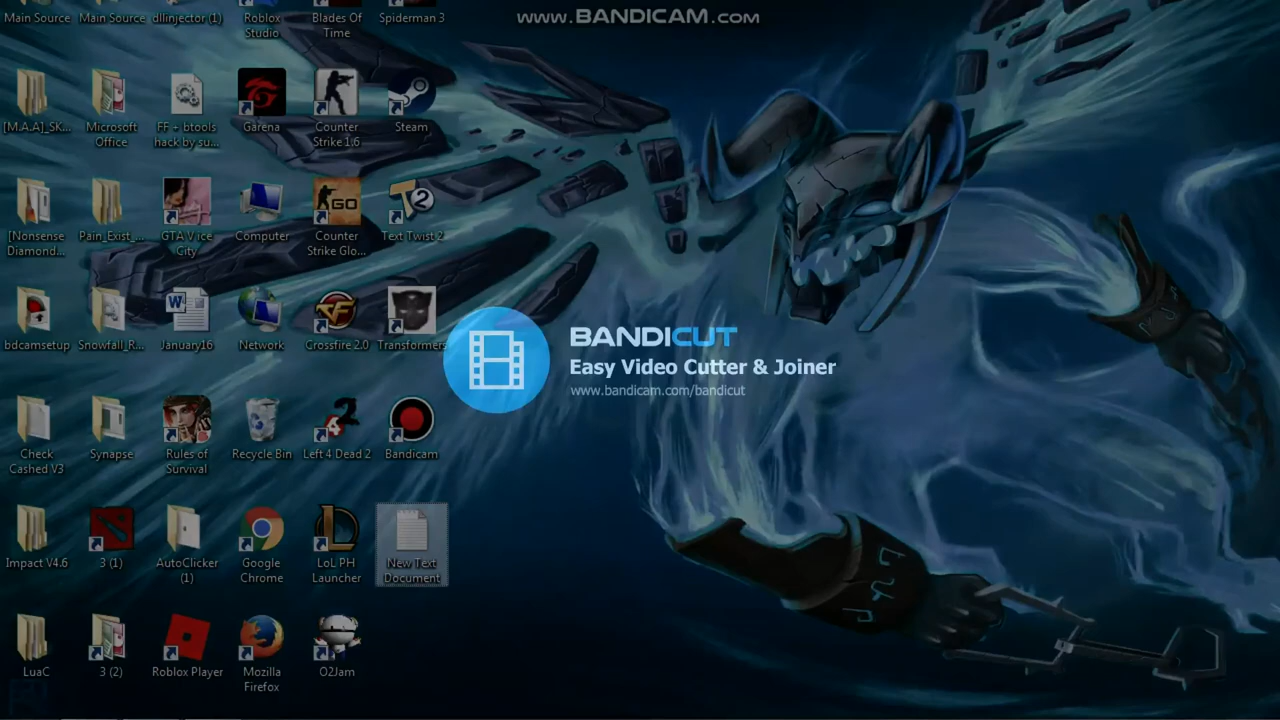 www.BANDICAM.com
Main Source
Main Source
dllinjector (1)
Roblox
Studio
Blades Of
Time
Spiderman 3
[M.A.A]_SK...
Microsoft
Office
FF + btools
hack by su...
Garena
Counter
Strike 1.6
Steam
[Nonsense
Diamond...
Pain_Exist_...
GTA V ice
City
Computer
GO
Counter
Strike Glo...
2
Text Twist 2
bdcamsetup
Snowfall_R...
January16
Network
Crossfire 2.0
Transformers
BANDICUT
Easy Video Cutter & Joiner
www.bandicam.com/bandicut
Check
Cashed V3
Synapse
Rules of
Survival
Recycle Bin
Left 4 Dead 2
Bandicam
Impact V4.6
3 (1)
AutoClicker
(1)
Google
Chrome
LoL PH
Launcher
New Text
Document
LuaC
3 (2)
Roblox Player
Mozilla
Firefox
O2Jam